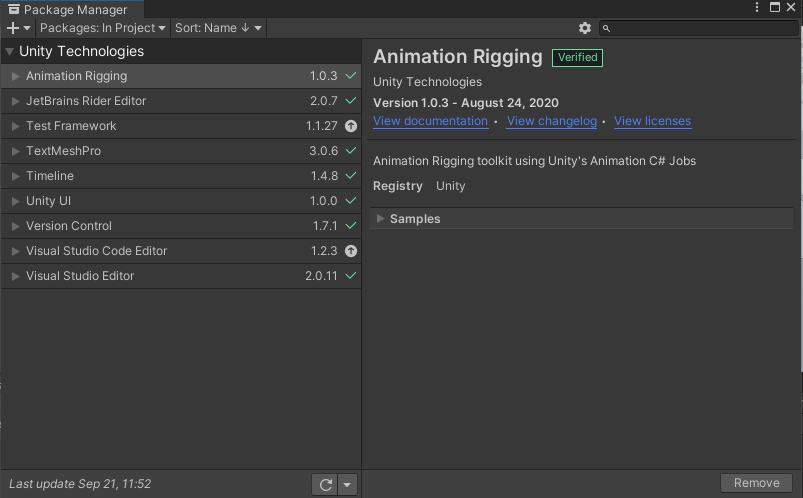 Package Manager
Packages: In Project Sort: Name
Unity Technologies
Animation Rigging 1.0.3
JetBrains Rider Editor 2.0.7
Test Framework 1.1.27
TextMeshPro 3.0.6
Timeline 1.4.8
Unity UI 1.0.0
Version Control 1.7.1
Visual Studio Code Editor 1.2.3
Visual Studio Editor 2.0.11
Last update Sep 21, 11:52
Animation Rigging Verified
Unity Technologies
Version 1.0.3 - August 24, 2020
View documentation • View changelog • View licenses
Animation Rigging toolkit using Unity's Animation C# Jobs
Registry Unity
Samples
Remove